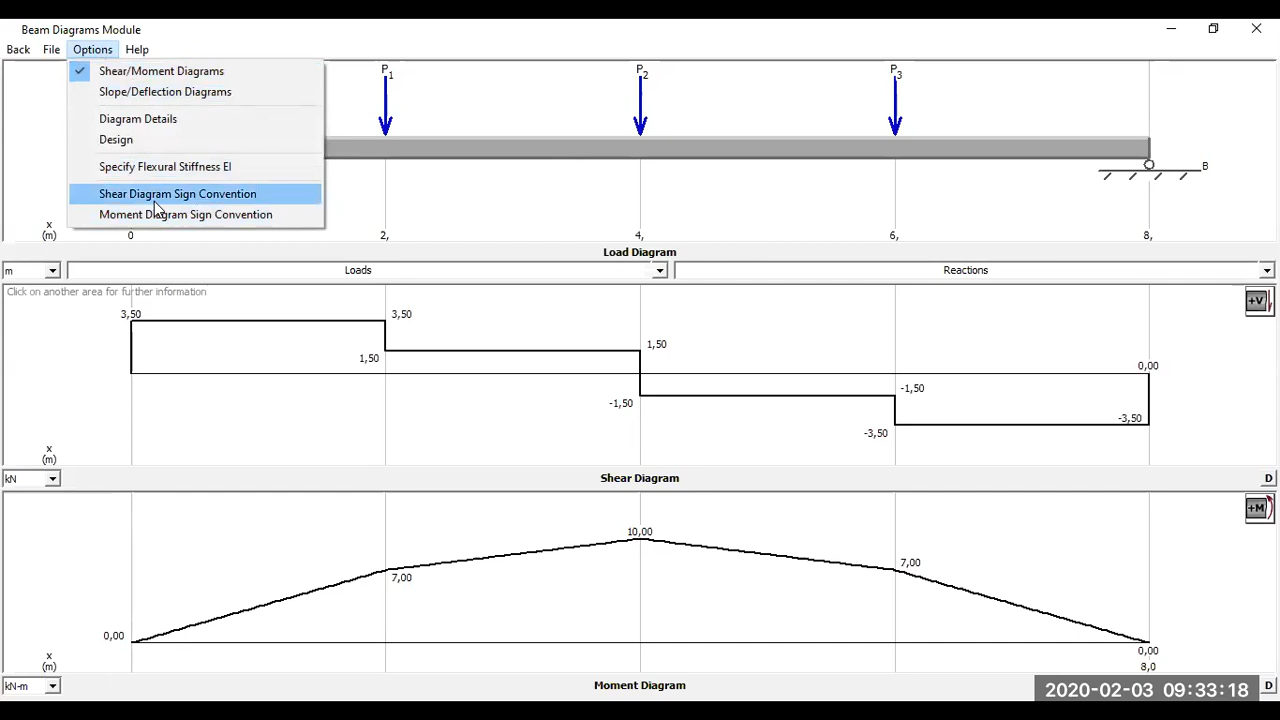 Beam Diagrams Module
Back File Options Help
Shear/Moment Diagrams
Slope/Deflection Diagrams
Diagram Details
Design
Specify Flexural Stiffness EI
Shear Diagram Sign Convention
Moment Diagram Sign Convention
P1 P2 P3
B
x
(m) 0 2, 4, 6, 8,
Load Diagram
m Loads Reactions
Click on another area for further information
+V
3,50 3,50
1,50 1,50
0,00
-1,50 -1,50
-3,50 -3,50
x
(m)
kN Shear Diagram D
+M
10,00
7,00 7,00
0,00 0,00
x
(m) 8,0
kN-m Moment Diagram D
2020-02-03 09:33:18